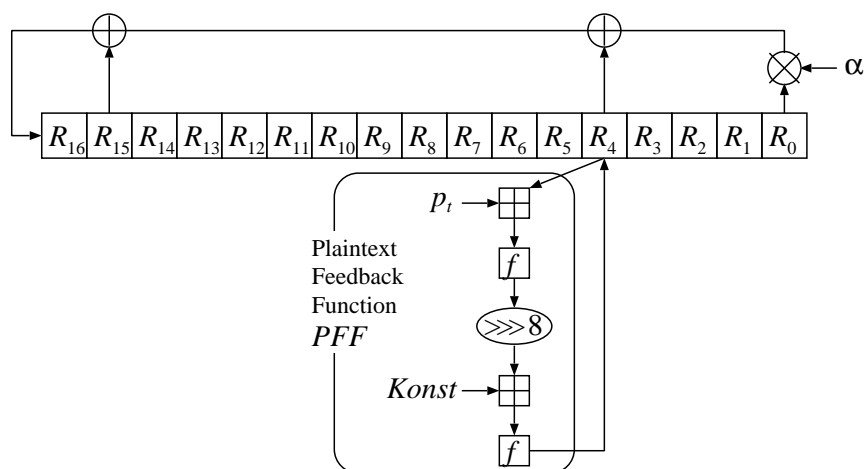 α
R₁₆ R₁₅ R₁₄ R₁₃ R₁₂ R₁₁ R₁₀ R₉ R₈ R₇ R₆ R₅ R₄ R₃ R₂ R₁ R₀
pₜ
Plaintext
Feedback
Function
PFF
f
>>>8
Konst
f